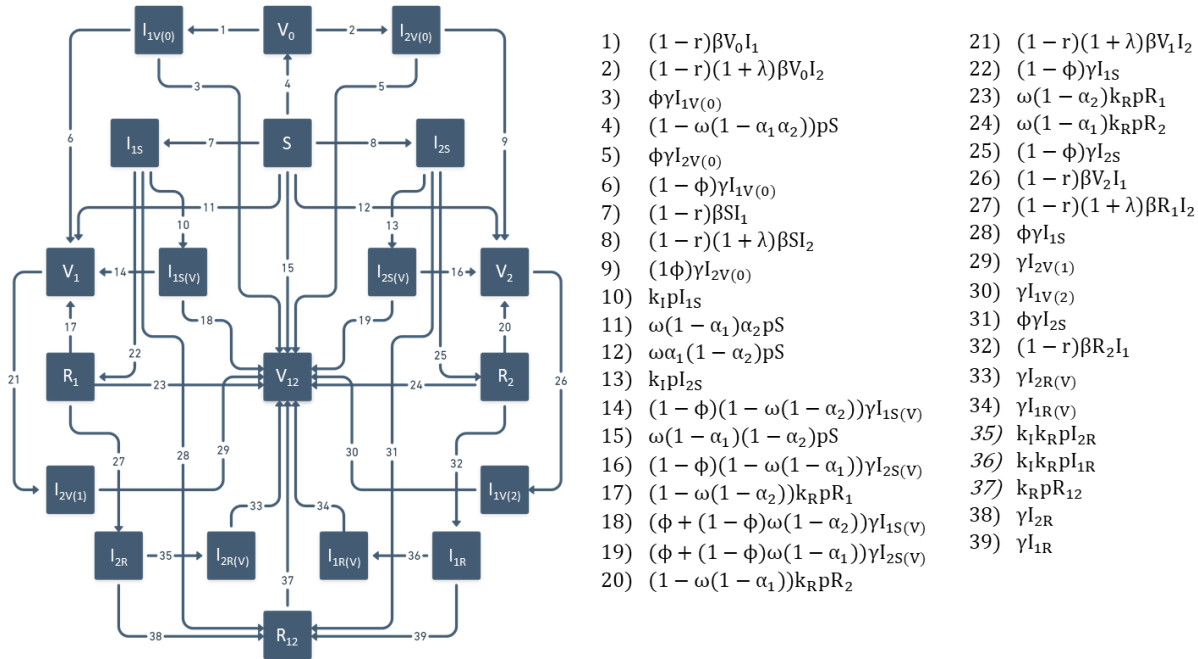 I1V(0) 1 V0 2 I2V(0)
3 4 5
6 9
I1S 7 S 8 I2S
11 12
10 13
15
V1 14 I1S(V) I2S(V) 16 V2
17 18 19 20
22 25
R1 V12 R2
21 23 24 26
29 30
27 28 31 32
I2V(1) I1V(2)
33 34
I2R 35 I2R(V) I1R(V) 36 I1R
37
38 R12 39
1) (1 − r)βV₀I₁
2) (1 − r)(1 + λ)βV₀I₂
3) ϕγI₁V(0)
4) (1 − ω(1 − α₁α₂))pS
5) ϕγI₂V(0)
6) (1 − ϕ)γI₁V(0)
7) (1 − r)βSI₁
8) (1 − r)(1 + λ)βSI₂
9) (1ϕ)γI₂V(0)
10) kIpI₁S
11) ω(1 − α₁)α₂pS
12) ωα₁(1 − α₂)pS
13) kIpI₂S
14) (1 − ϕ)(1 − ω(1 − α₂))γI₁S(V)
15) ω(1 − α₁)(1 − α₂)pS
16) (1 − ϕ)(1 − ω(1 − α₁))γI₂S(V)
17) (1 − ω(1 − α₂))kRpR₁
18) (ϕ + (1 − ϕ)ω(1 − α₂))γI₁S(V)
19) (ϕ + (1 − ϕ)ω(1 − α₁))γI₂S(V)
20) (1 − ω(1 − α₁))kRpR₂
21) (1 − r)(1 + λ)βV₁I₂
22) (1 − ϕ)γI₁S
23) ω(1 − α₂)kRpR₁
24) ω(1 − α₁)kRpR₂
25) (1 − ϕ)γI₂S
26) (1 − r)βV₂I₁
27) (1 − r)(1 + λ)βR₁I₂
28) ϕγI₁S
29) γI₂V(1)
30) γI₁V(2)
31) ϕγI₂S
32) (1 − r)βR₂I₁
33) γI₂R(V)
34) γI₁R(V)
35) kIkRpI₂R
36) kIkRpI₁R
37) kRpR₁₂
38) γI₂R
39) γI₁R